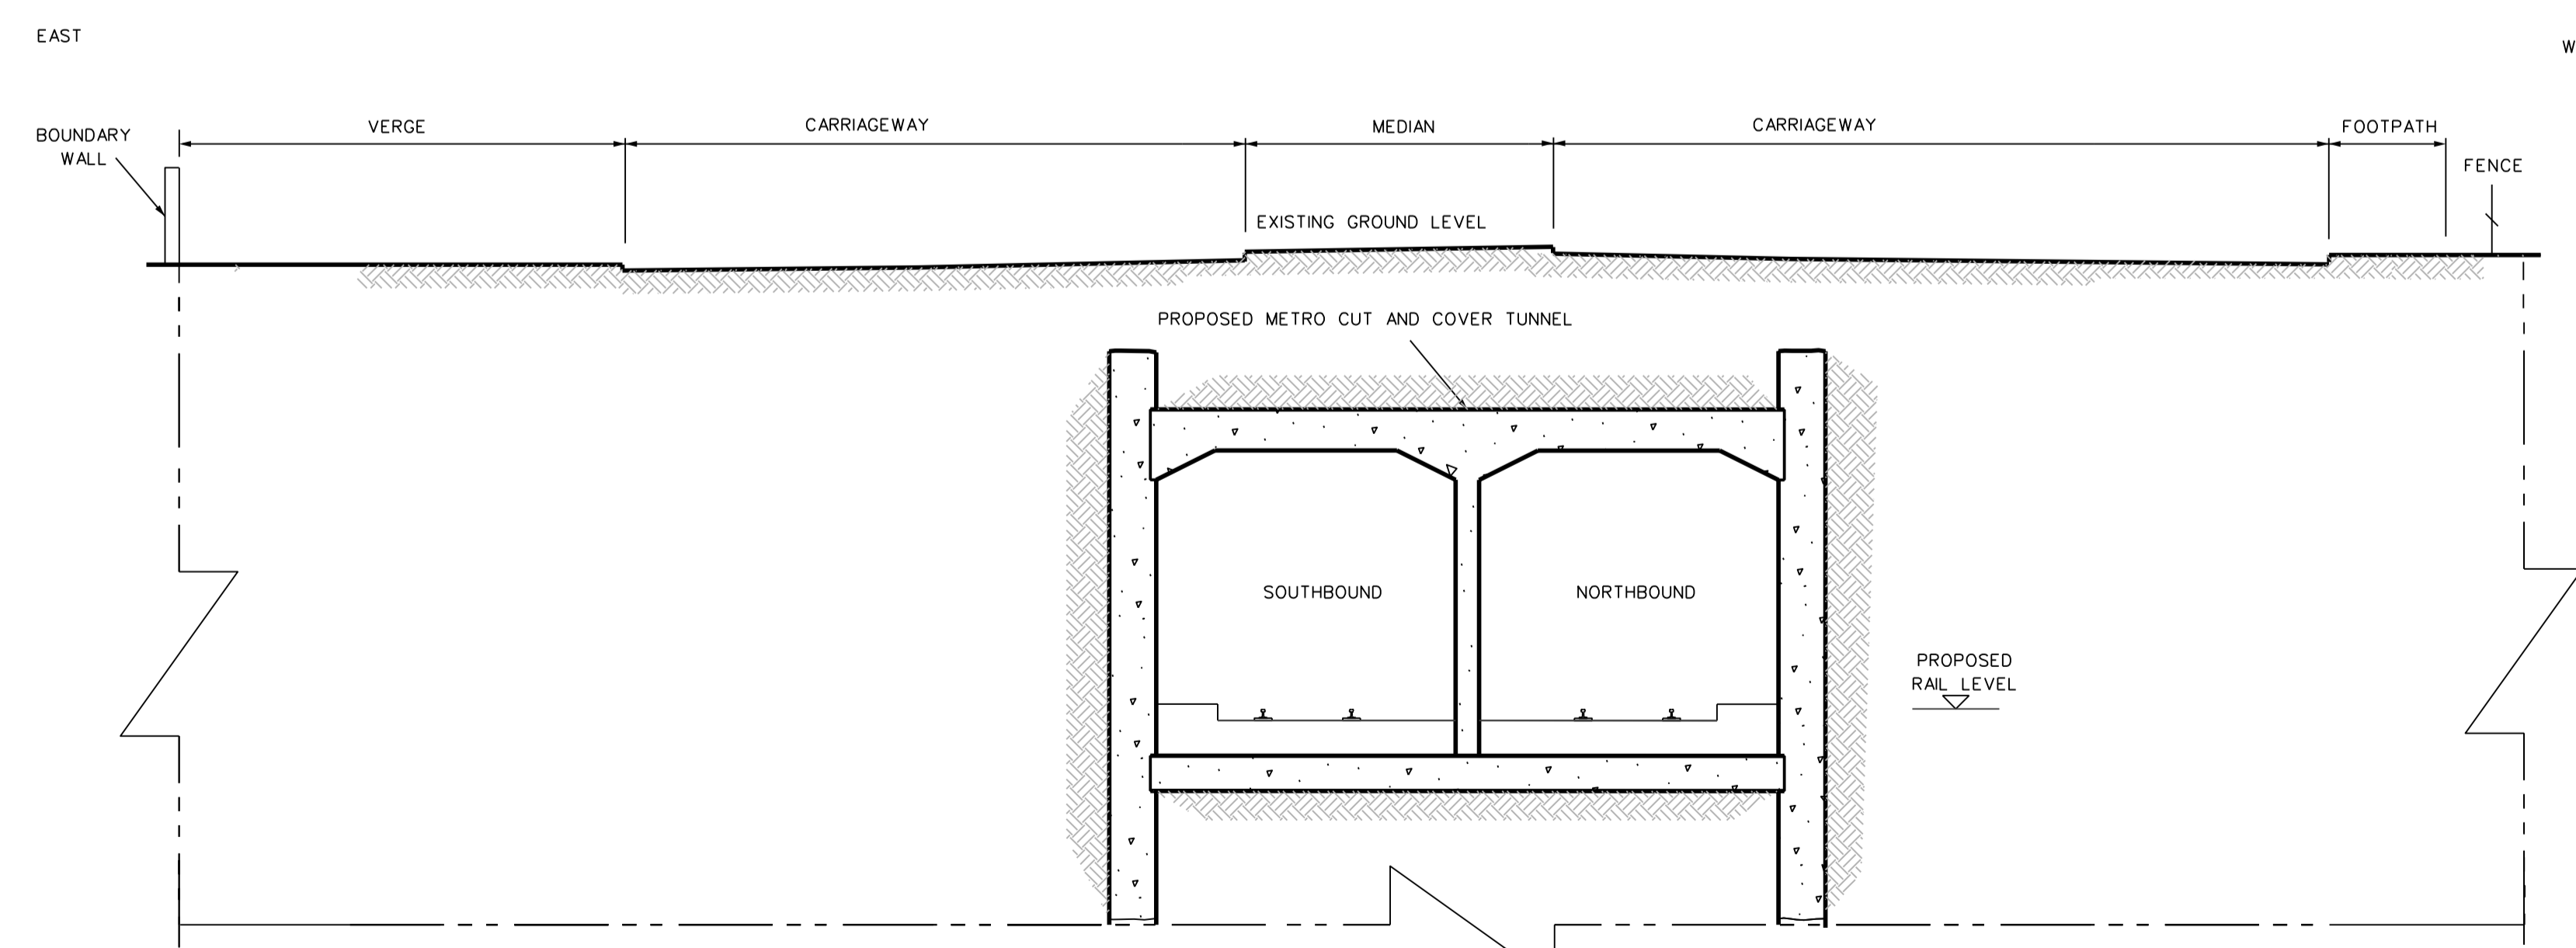 EAST
W
BOUNDARY
WALL
VERGE
CARRIAGEWAY
MEDIAN
CARRIAGEWAY
FOOTPATH
FENCE
EXISTING GROUND LEVEL
PROPOSED METRO CUT AND COVER TUNNEL
SOUTHBOUND
NORTHBOUND
PROPOSED
RAIL LEVEL